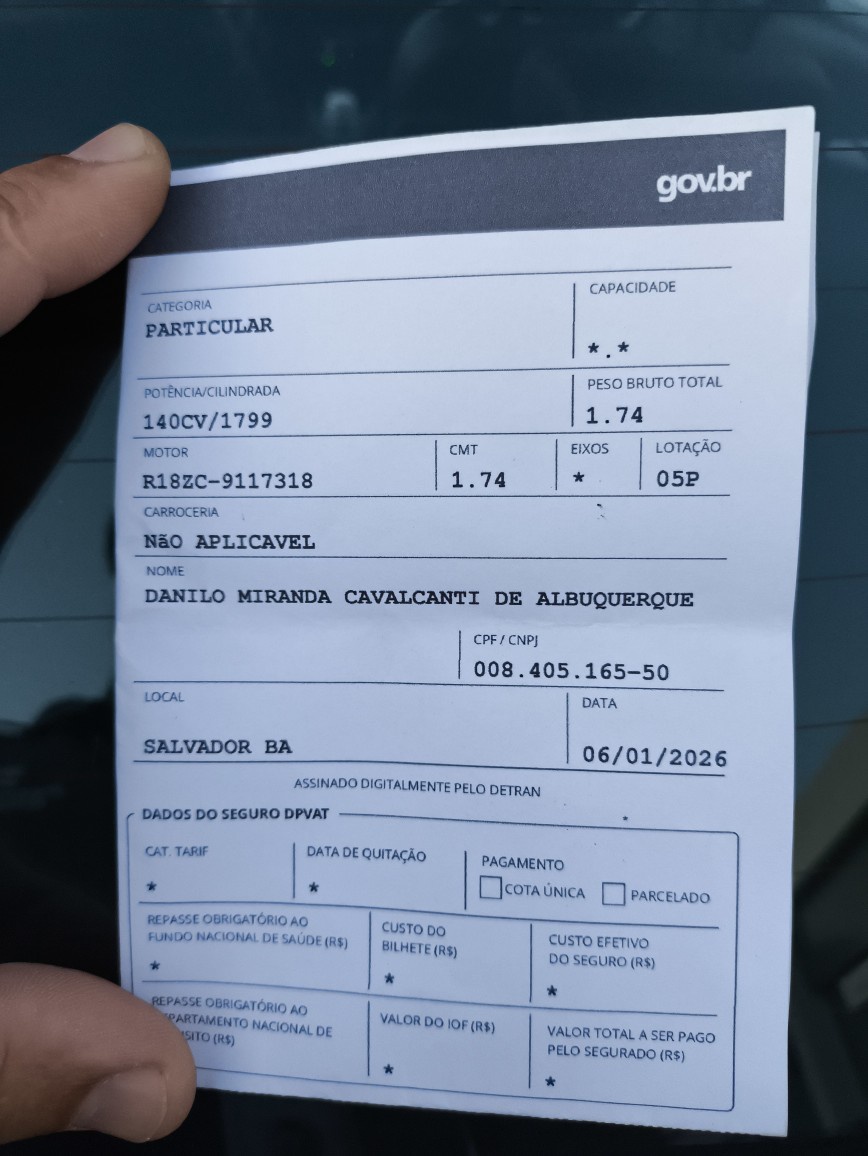 gov.br
CATEGORIA
PARTICULAR
CAPACIDADE
*.*
POTÊNCIA/CILINDRADA
140CV/1799
PESO BRUTO TOTAL
1.74
MOTOR
R18ZC-9117318
CMT
1.74
EIXOS
*
LOTAÇÃO
05P
CARROCERIA
NãO APLICAVEL
NOME
DANILO MIRANDA CAVALCANTI DE ALBUQUERQUE
CPF / CNPJ
008.405.165-50
LOCAL
SALVADOR BA
DATA
06/01/2026
ASSINADO DIGITALMENTE PELO DETRAN
DADOS DO SEGURO DPVAT
CAT. TARIF
*
DATA DE QUITAÇÃO
*
PAGAMENTO
COTA ÚNICA
PARCELADO
REPASSE OBRIGATÓRIO AO
FUNDO NACIONAL DE SAÚDE (R$)
*
CUSTO DO
BILHETE (R$)
*
CUSTO EFETIVO
DO SEGURO (R$)
*
REPASSE OBRIGATÓRIO AO
NACIONAL DE
(R$)
VALOR DO IOF (R$)
*
VALOR TOTAL A SER PAGO
PELO SEGURADO (R$)
*